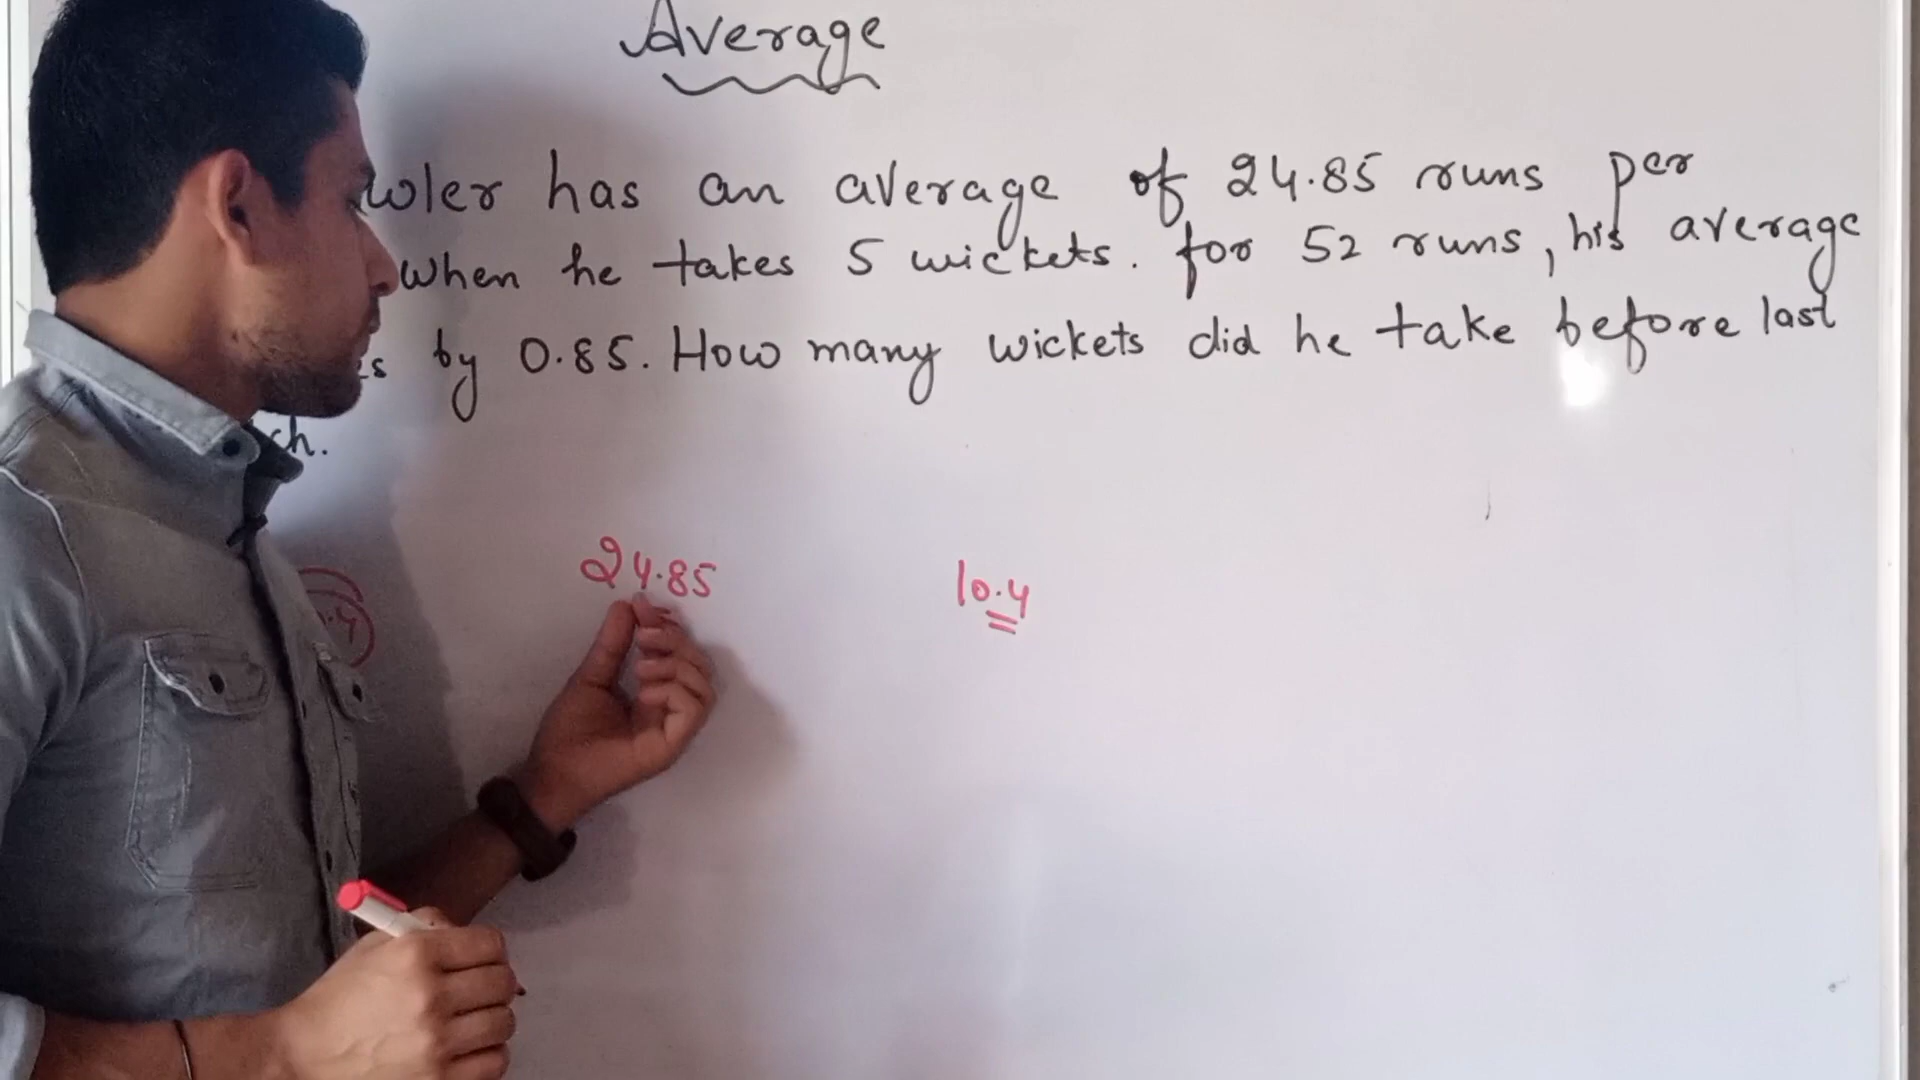 Average
wler has an average of 24.85 runs per
when he takes 5 wickets. for 52 runs, his average
s by 0.85. How many wickets did he take before last
ch.
24.85
10.4